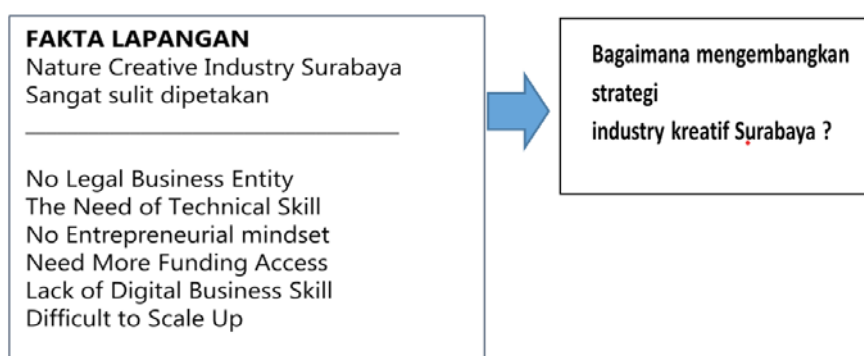 FAKTA LAPANGAN
Nature Creative Industry Surabaya
Sangat sulit dipetakan
No Legal Business Entity
The Need of Technical Skill
No Entrepreneurial mindset
Need More Funding Access
Lack of Digital Business Skill
Difficult to Scale Up
Bagaimana mengembangkan
strategi
industry kreatif Surabaya ?